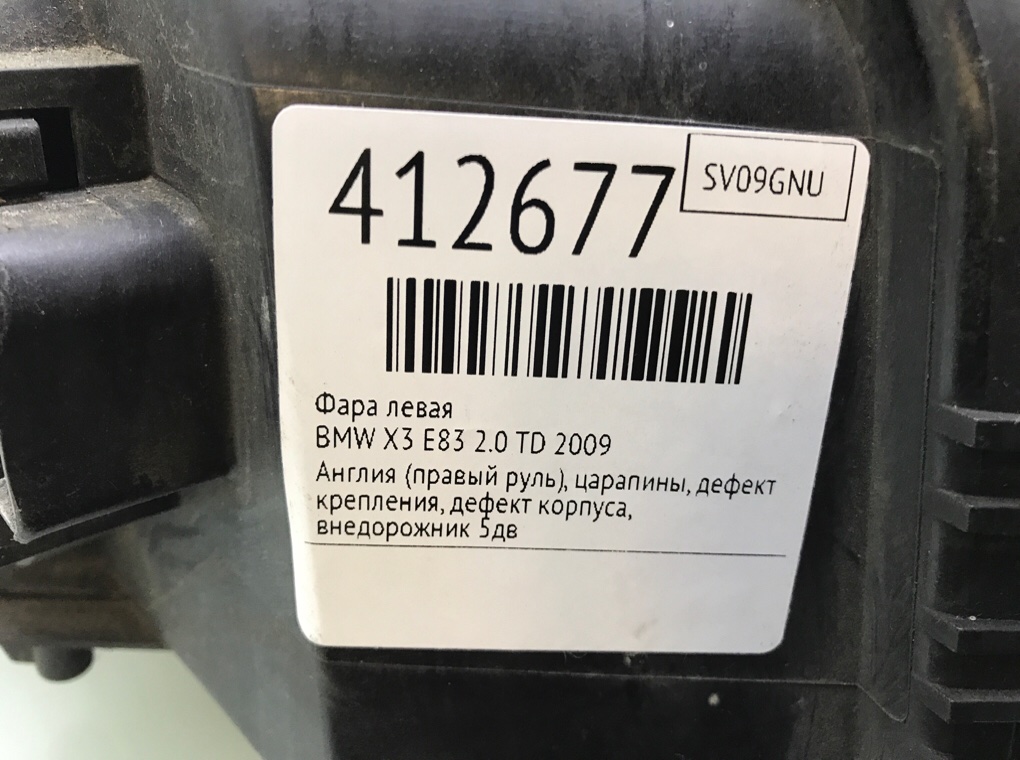 412677
SV09GNU
Фара левая
BMW X3 E83 2.0 TD 2009
Англия (правый руль), царапины, дефект
крепления, дефект корпуса,
внедорожник 5дв